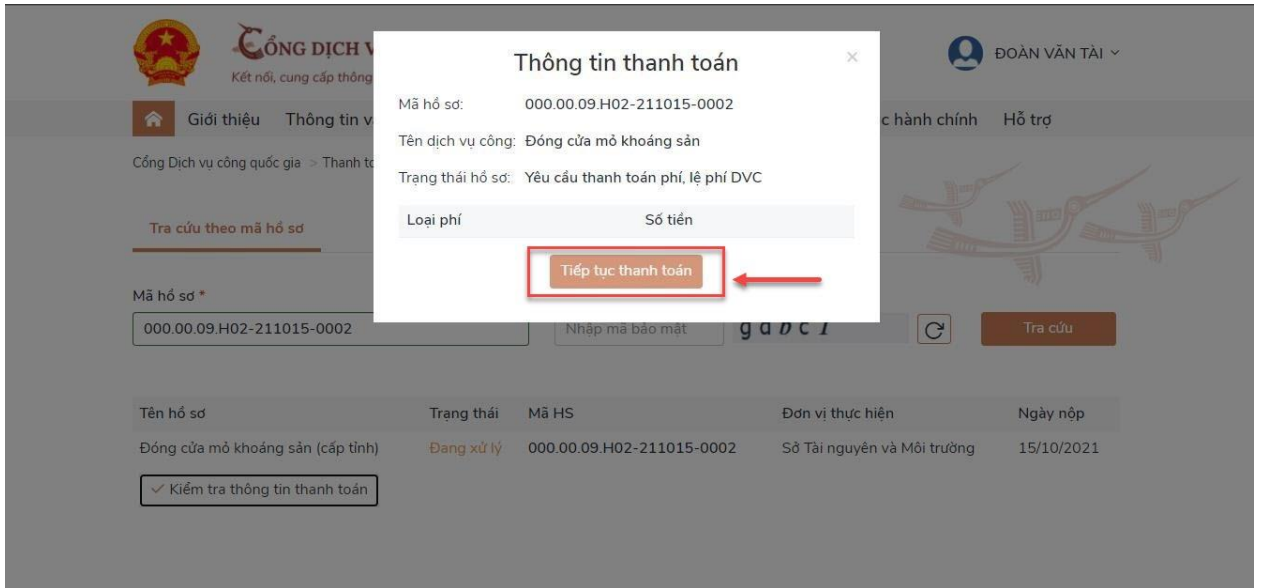 CỔNG DỊCH V
Kết nối, cung cấp thông
ĐOÀN VĂN TÀI
Giới thiệu Thông tin v
c hành chính Hỗ trợ
Cổng Dịch vụ công quốc gia > Thanh to
Thông tin thanh toán
Mã hồ sơ: 000.00.09.H02-211015-0002
Tên dịch vụ công: Đóng cửa mỏ khoáng sản
Trạng thái hồ sơ: Yêu cầu thanh toán phí, lệ phí DVC
Loại phí Số tiền
Tiếp tục thanh toán
Tra cứu theo mã hồ sơ
Mã hồ sơ *
000.00.09.H02-211015-0002 Nhập mã bảo mật Tra cứu
Tên hồ sơ Trạng thái Mã HS Đơn vị thực hiện Ngày nộp
Đóng cửa mỏ khoáng sản (cấp tỉnh) Đang xử lý 000.00.09.H02-211015-0002 Sở Tài nguyên và Môi trường 15/10/2021
Kiểm tra thông tin thanh toán